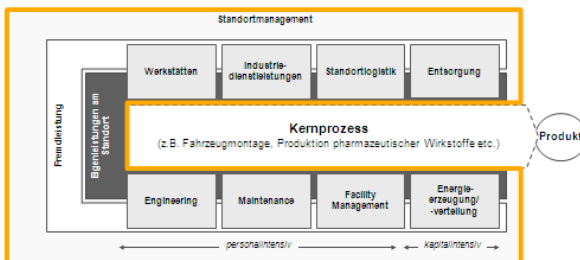 Standortmanagement
Werkstätten
Industrie-
dienstleistungen
Standortlogistik
Entsorgung
Fremdleistung
Eigenleistungen am
Standort
Kernprozess
(z.B. Fahrzeugmontage, Produktion pharmazeutischer Wirkstoffe etc.)
Produkt
Engineering
Maintenance
Facility
Management
Energie-
erzeugung/
-verteilung
personalintensiv
kapitalintensiv